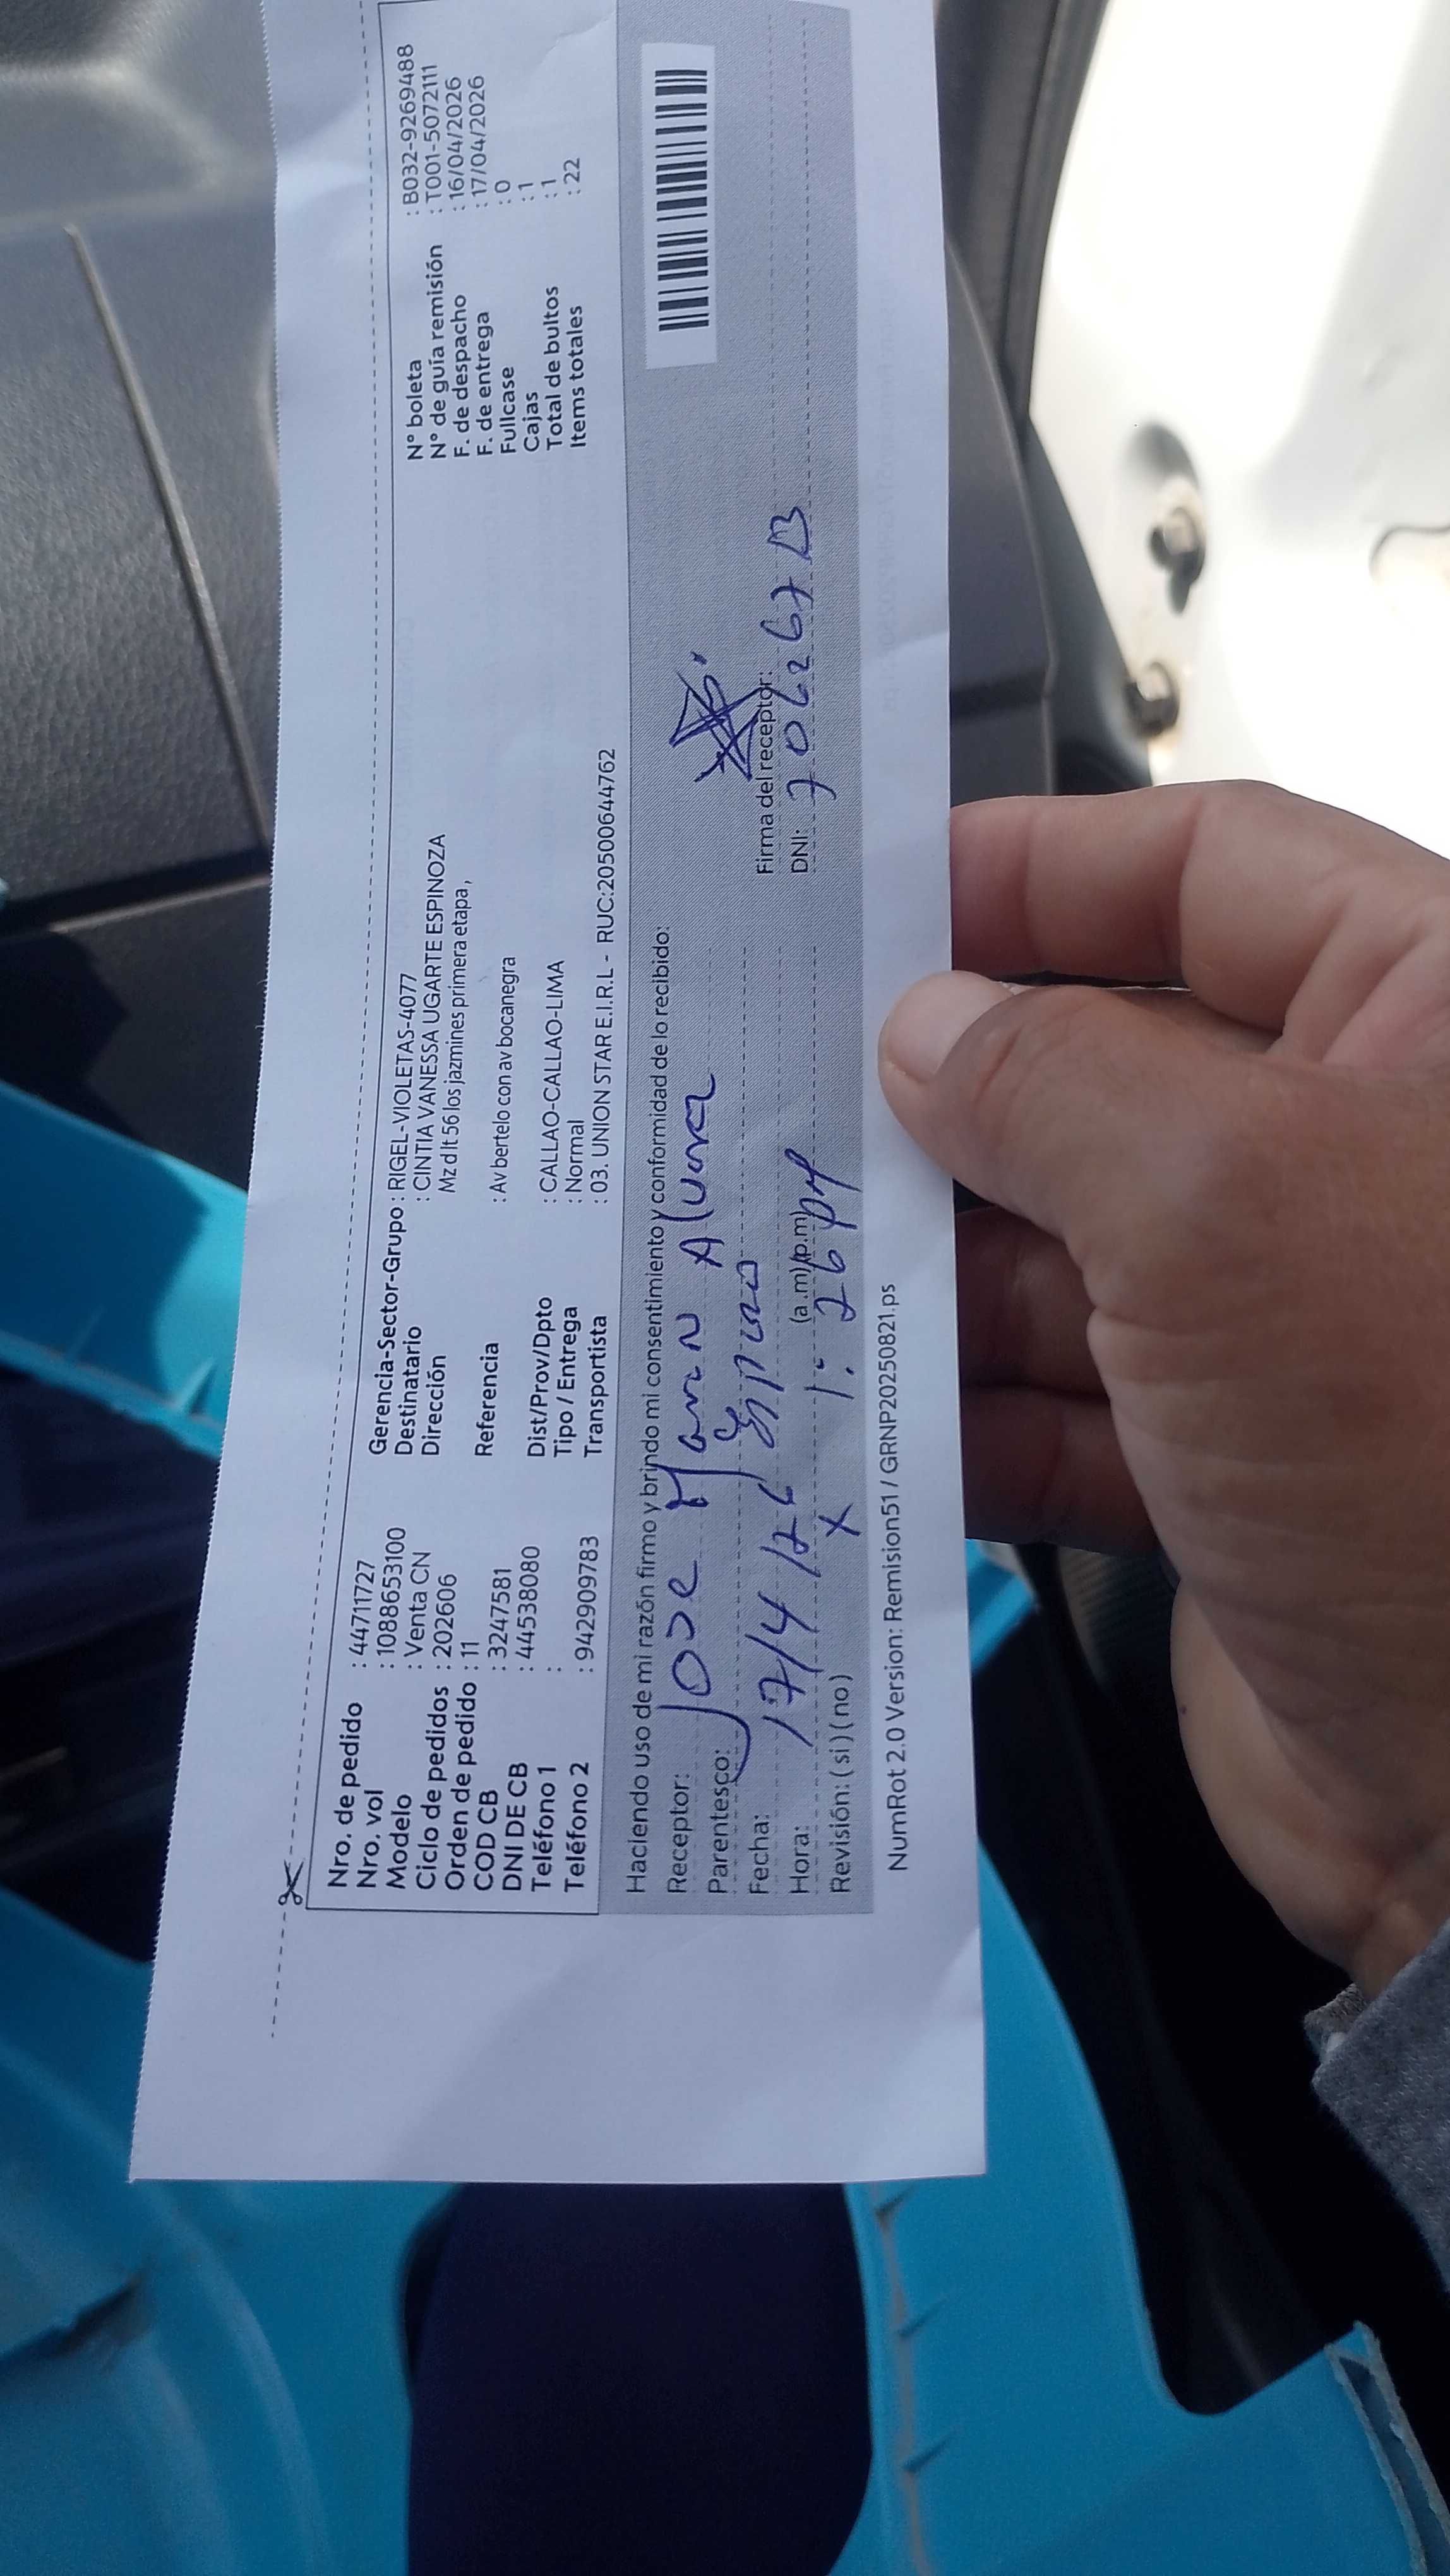 Nro. de pedido : 44711727
Nro. vol : 1088653100
Modelo : Venta CN
Ciclo de pedidos : 202606
Orden de pedido : 11
COD CB : 3247581
DNI DE CB : 44538080
Teléfono 1 :
Teléfono 2 : 942909783
Gerencia-Sector-Grupo : RIGEL-VIOLETAS-4077
Destinatario : CINTIA VANESSA UGARTE ESPINOZA
Dirección Mz d lt 56 los jazmines primera etapa ,
Referencia : Av bertelo con av bocanegra
Dist/Prov/Dpto : CALLAO-CALLAO-LIMA
Tipo / Entrega : Normal
Transportista : 03. UNION STAR E.I.R.L - RUC:20500644762
N° boleta : B032-9269488
N° de guía remisión : T001-5072111
F. de despacho : 16/04/2026
F. de entrega : 17/04/2026
Fullcase : 0
Cajas : 1
Total de bultos : 1
Items totales : 22
Haciendo uso de mi razón firmo y brindo mi consentimiento y conformidad de lo recibido:
Receptor: Jose
Parentesco:
Fecha: 17/4/26
Hora: (a.m)(p.m) 1:26 pm
Revisión: ( si ) ( no ) X
Firma del receptor:
DNI:
NumRot 2.0 Version: Remision51 / GRNP20250821.ps